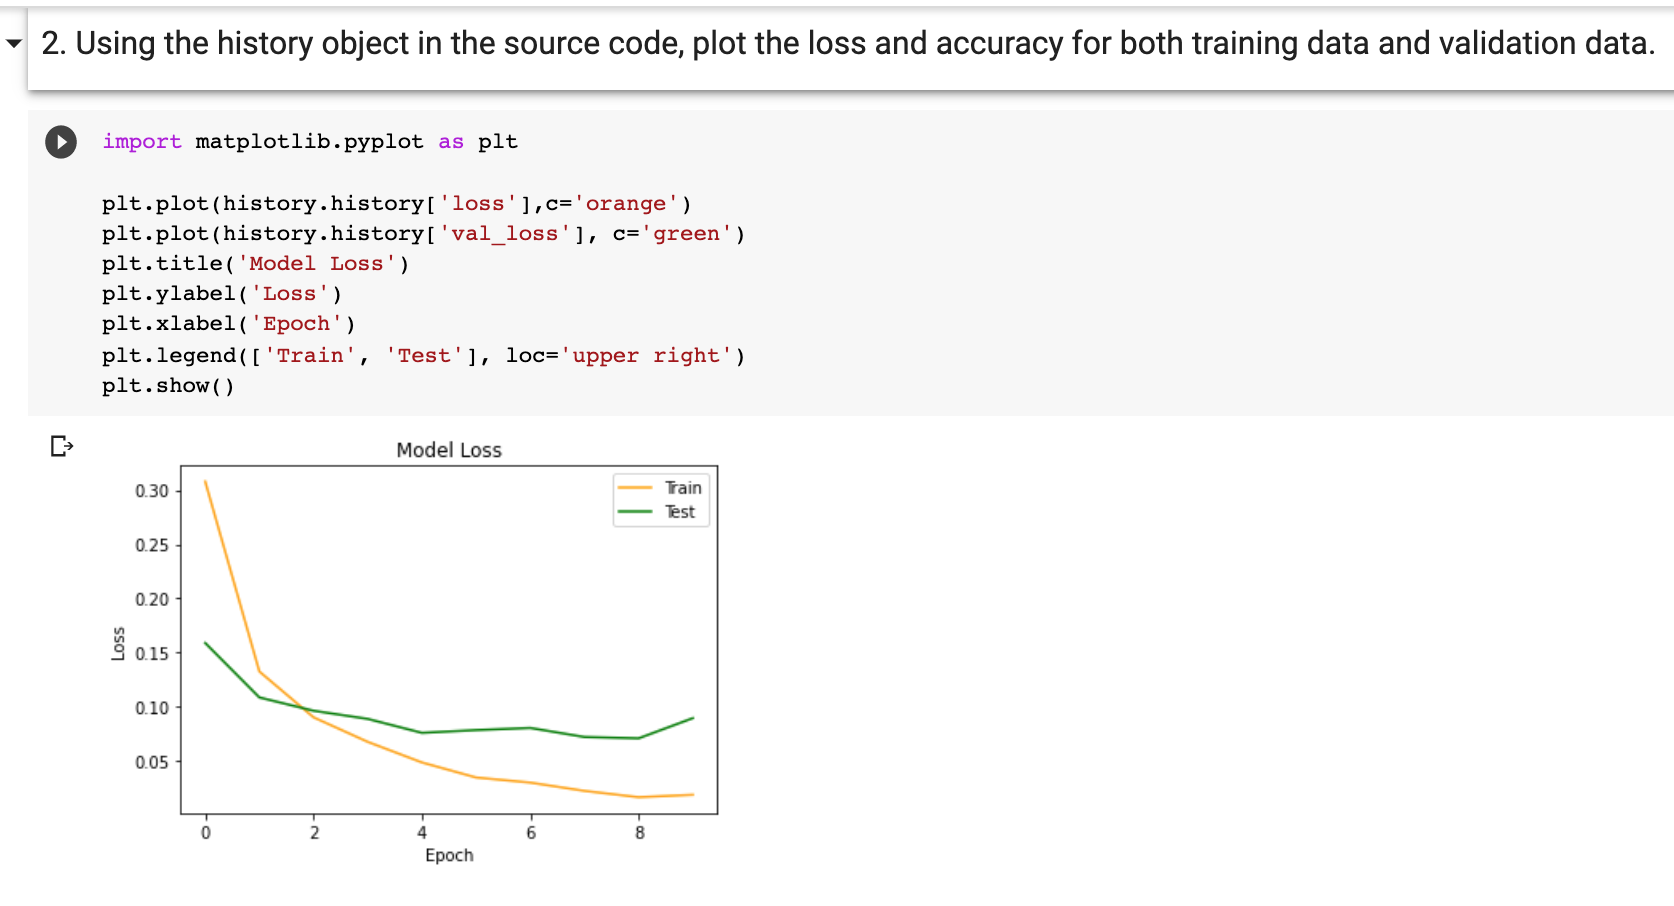 2. Using the history object in the source code, plot the loss and accuracy for both training data and validation data.
import matplotlib.pyplot as plt
plt.plot(history.history['loss'],c='orange')
plt.plot(history.history['val_loss'], c='green')
plt.title('Model Loss')
plt.ylabel('Loss')
plt.xlabel('Epoch')
plt.legend(['Train', 'Test'], loc='upper right')
plt.show()
Model Loss
Train
Test
0.30
0.25
0.20
0.15
0.10
0.05
Loss
0 2 4 6 8
Epoch